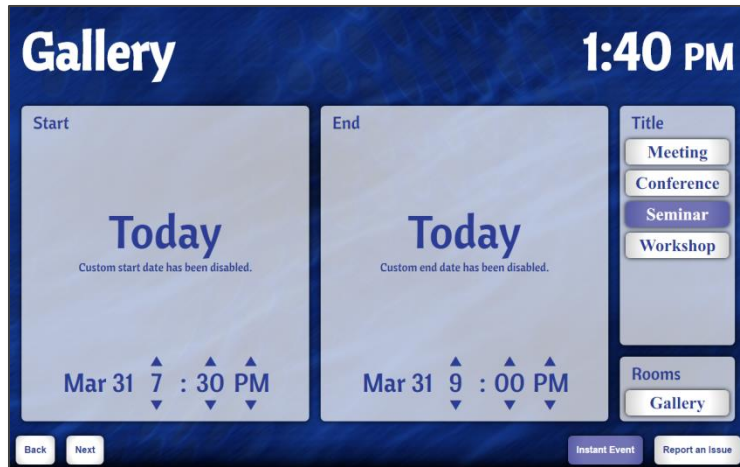 Gallery
1:40 PM
Start
Today
Custom start date has been disabled.
Mar 31 7 : 30 PM
End
Today
Custom end date has been disabled.
Mar 31 9 : 00 PM
Title
Meeting
Conference
Seminar
Workshop
Rooms
Gallery
Back
Next
Instant Event
Report an Issue